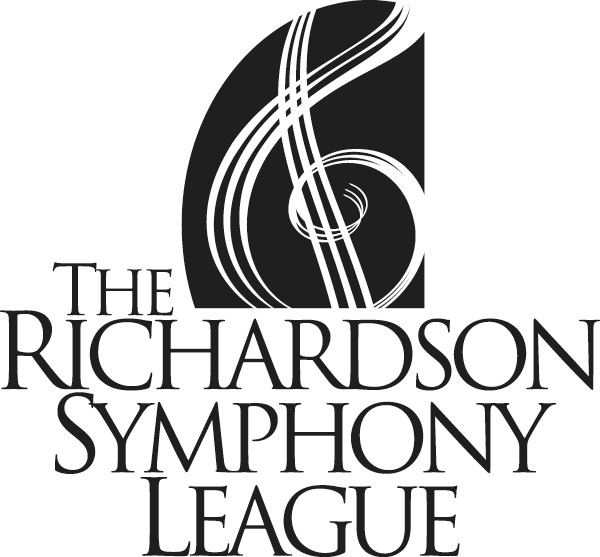 THE
RICHARDSON
SYMPHONY
LEAGUE